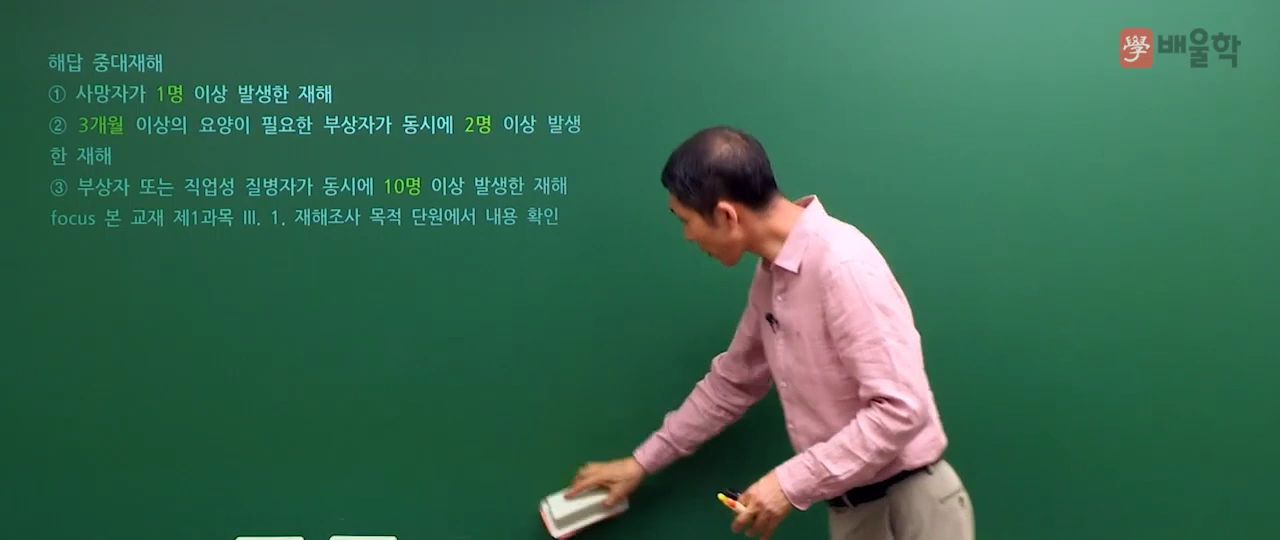 學 배울학
해답 중대재해
① 사망자가 1명 이상 발생한 재해
② 3개월 이상의 요양이 필요한 부상자가 동시에 2명 이상 발생
한 재해
③ 부상자 또는 직업성 질병자가 동시에 10명 이상 발생한 재해
focus 본 교재 제1과목 III. 1. 재해조사 목적 단원에서 내용 확인